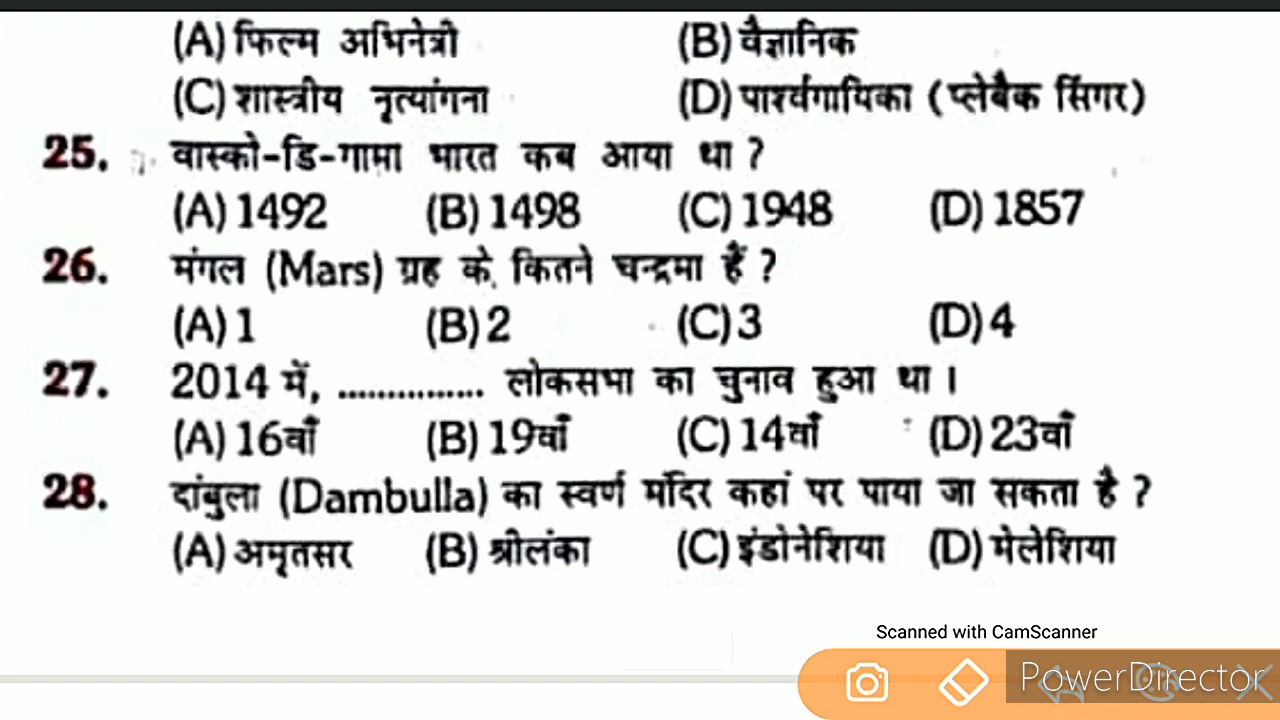 (A) फिल्म अभिनेत्री (B) वैज्ञानिक
(C) शास्त्रीय नृत्यांगना (D) पार्श्वगायिका (प्लेबैक सिंगर)
25. वास्को-डि-गामा भारत कब आया था ?
(A) 1492 (B) 1498 (C) 1948 (D) 1857
26. मंगल (Mars) ग्रह के कितने चन्द्रमा हैं ?
(A) 1 (B) 2 (C) 3 (D) 4
27. 2014 में, ............... लोकसभा का चुनाव हुआ था ।
(A) 16वाँ (B) 19वाँ (C) 14वाँ (D) 23वाँ
28. दांबुला (Dambulla) का स्वर्ण मंदिर कहां पर पाया जा सकता है ?
(A) अमृतसर (B) श्रीलंका (C) इंडोनेशिया (D) मेलेशिया
Scanned with CamScanner
PowerDirector